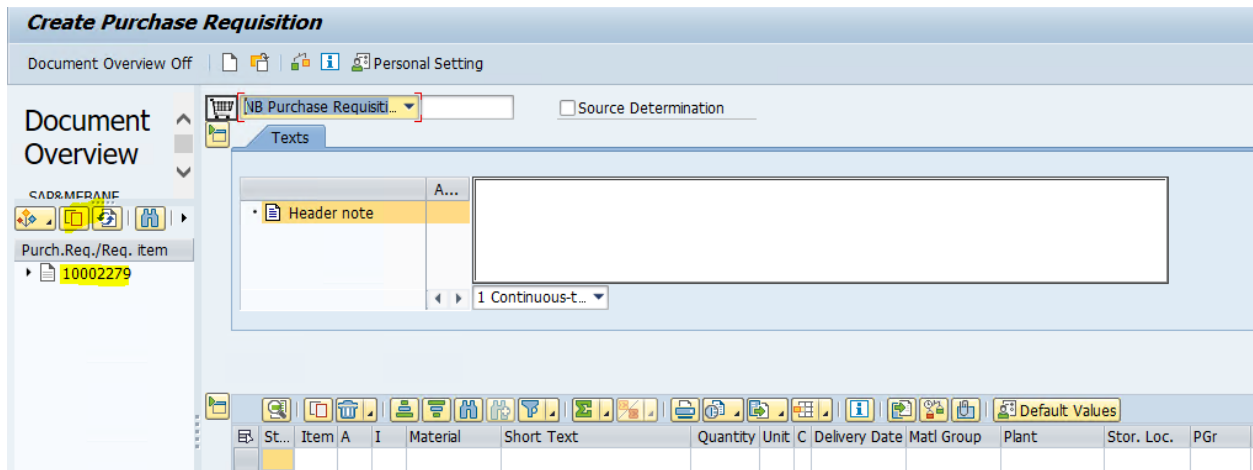 Create Purchase Requisition
Document Overview Off
Personal Setting
NB Purchase Requisiti...
Source Determination
Document
Overview
Texts
A...
Header note
Purch.Req./Req. item
10002279
1 Continuous-t...
Default Values
St... Item A I Material Short Text Quantity Unit C Delivery Date Matl Group Plant Stor. Loc. PGr